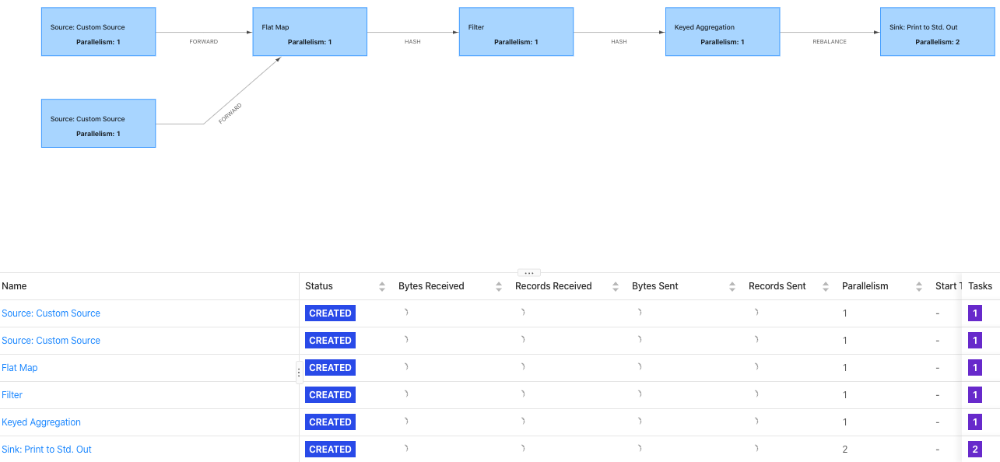 Source: Custom Source
Parallelism: 1
FORWARD
Flat Map
Parallelism: 1
HASH
Filter
Parallelism: 1
HASH
Keyed Aggregation
Parallelism: 1
REBALANCE
Sink: Print to Std. Out
Parallelism: 2
Source: Custom Source
Parallelism: 1
FORWARD
Name Status Bytes Received Records Received Bytes Sent Records Sent Parallelism Start T Tasks
Source: Custom Source CREATED 1 - 1
Source: Custom Source CREATED 1 - 1
Flat Map CREATED 1 - 1
Filter CREATED 1 - 1
Keyed Aggregation CREATED 1 - 1
Sink: Print to Std. Out CREATED 2 - 2